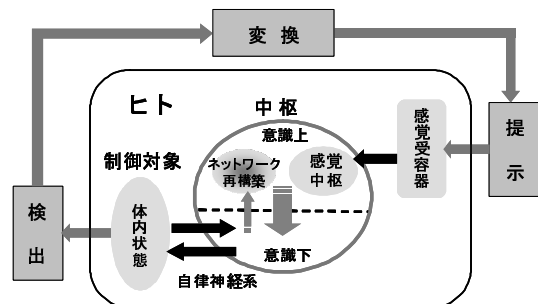 変換
ヒト
中枢
意識上
感覚受容器
提示
制御対象
ネットワーク
再構築
感覚
中枢
検出
体内状態
意識下
自律神経系